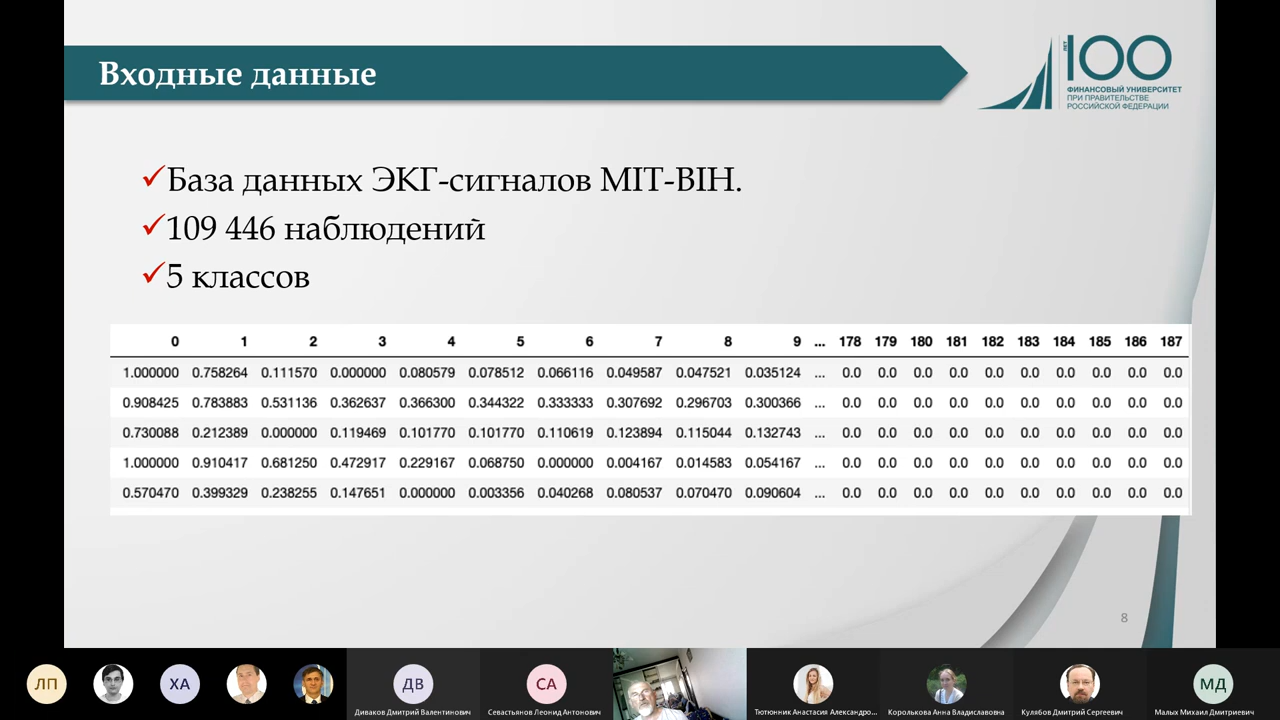 Входные данные
ЛЕТ
100
ФИНАНСОВЫЙ УНИВЕРСИТЕТ
ПРИ ПРАВИТЕЛЬСТВЕ
РОССИЙСКОЙ ФЕДЕРАЦИИ
База данных ЭКГ-сигналов MIT-BIH.
109 446 наблюдений
5 классов
0 1 2 3 4 5 6 7 8 9 ... 178 179 180 181 182 183 184 185 186 187
1.000000 0.758264 0.111570 0.000000 0.080579 0.078512 0.066116 0.049587 0.047521 0.035124 ... 0.0 0.0 0.0 0.0 0.0 0.0 0.0 0.0 0.0 0.0
0.908425 0.783883 0.531136 0.362637 0.366300 0.344322 0.333333 0.307692 0.296703 0.300366 ... 0.0 0.0 0.0 0.0 0.0 0.0 0.0 0.0 0.0 0.0
0.730088 0.212389 0.000000 0.119469 0.101770 0.101770 0.110619 0.123894 0.115044 0.132743 ... 0.0 0.0 0.0 0.0 0.0 0.0 0.0 0.0 0.0 0.0
1.000000 0.910417 0.681250 0.472917 0.229167 0.068750 0.000000 0.004167 0.014583 0.054167 ... 0.0 0.0 0.0 0.0 0.0 0.0 0.0 0.0 0.0 0.0
0.570470 0.399329 0.238255 0.147651 0.000000 0.003356 0.040268 0.080537 0.070470 0.090604 ... 0.0 0.0 0.0 0.0 0.0 0.0 0.0 0.0 0.0 0.0
8
ЛП ХА ДВ СА МД
Диваков Дмитрий Валентинович Севастьянов Леонид Антонович Тютюнник Анастасия Александро... Королькова Анна Владиславовна Кулябов Дмитрий Сергеевич Малых Михаил Дмитриевич